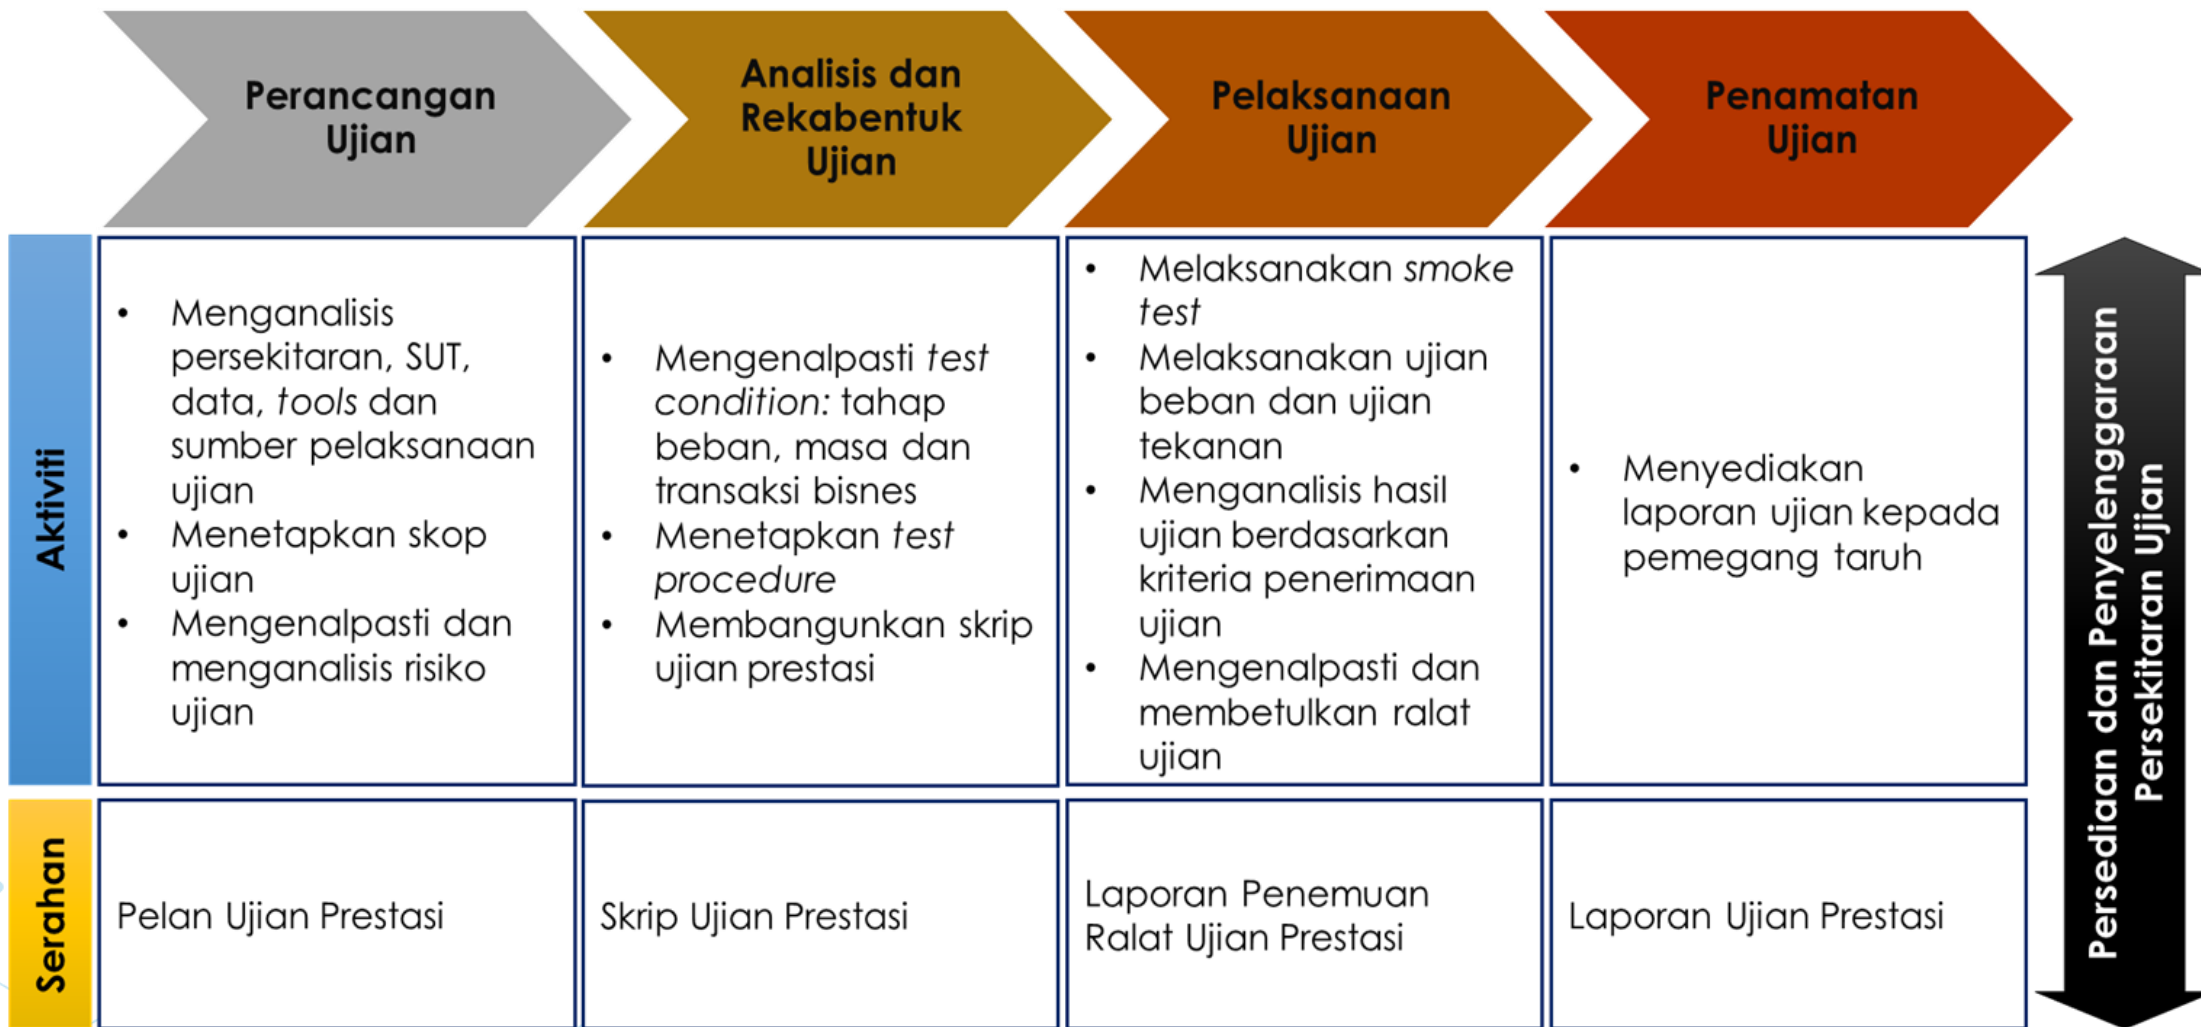 Perancangan
Ujian
Analisis dan
Rekabentuk
Ujian
Pelaksanaan
Ujian
Penamatan
Ujian
Aktiviti
• Menganalisis
persekitaran, SUT,
data, tools dan
sumber pelaksanaan
ujian
• Menetapkan skop
ujian
• Mengenalpasti dan
menganalisis risiko
ujian
• Mengenalpasti test
condition: tahap
beban, masa dan
transaksi bisnes
• Menetapkan test
procedure
• Membangunkan skrip
ujian prestasi
• Melaksanakan smoke
test
• Melaksanakan ujian
beban dan ujian
tekanan
• Menganalisis hasil
ujian berdasarkan
kriteria penerimaan
ujian
• Mengenalpasti dan
membetulkan ralat
ujian
• Menyediakan
laporan ujian kepada
pemegang taruh
Serahan
Pelan Ujian Prestasi
Skrip Ujian Prestasi
Laporan Penemuan
Ralat Ujian Prestasi
Laporan Ujian Prestasi
Persediaan dan Penyelenggaraan
Persekitaran Ujian